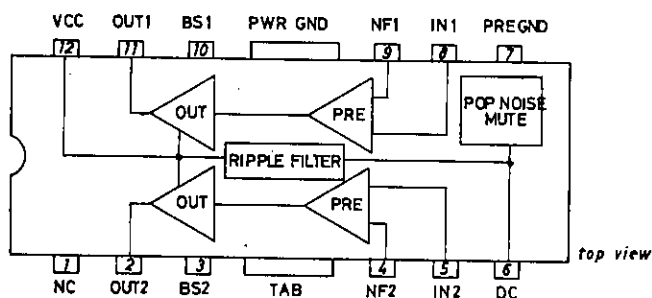 VCC OUT1 BS1 PWR GND NF1 IN1 PREGND
12 11 10 9 8 7
OUT PRE POP NOISE
MUTE
RIPPLE FILTER
OUT PRE
top view
1 2 3 4 5 6
NC OUT2 BS2 TAB NF2 IN2 DC